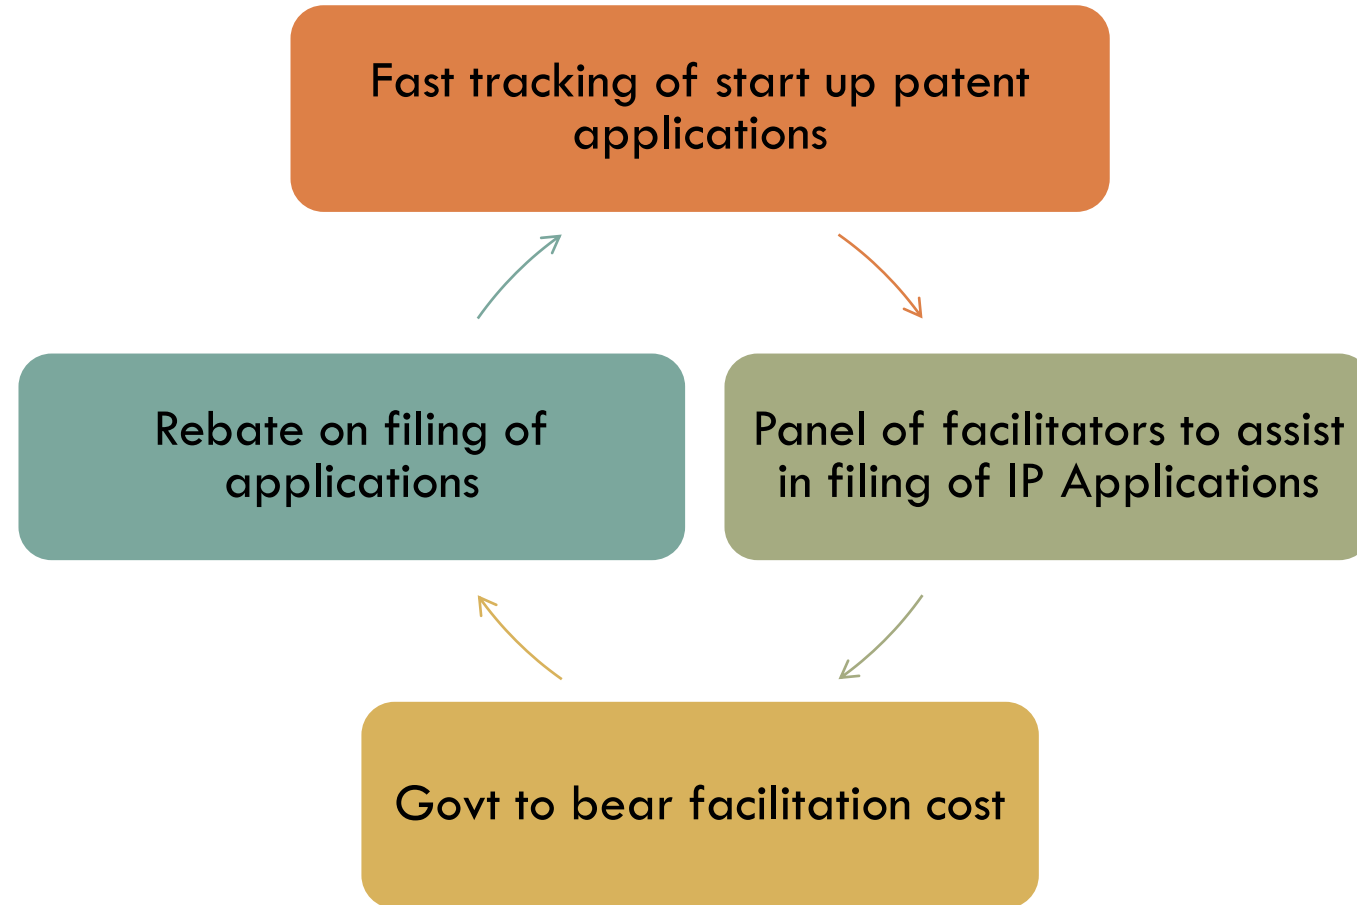 Fast tracking of start up patent
applications
Rebate on filing of
applications
Panel of facilitators to assist
in filing of IP Applications
Govt to bear facilitation cost